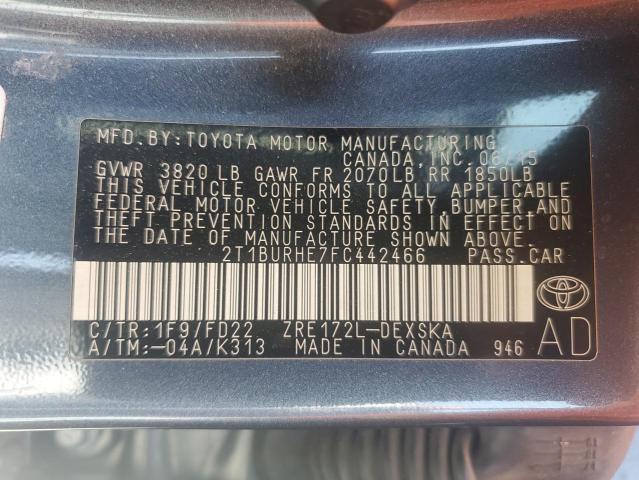 MFD. BY: TOYOTA MOTOR MANUFACTURING
CANADA, INC. 06/15
GVWR 3820 LB GAWR FR 2070LB RR 1850LB
THIS VEHICLE CONFORMS TO ALL APPLICABLE
FEDERAL MOTOR VEHICLE SAFETY, BUMPER, AND
THEFT PREVENTION STANDARDS IN EFFECT ON
THE DATE OF MANUFACTURE SHOWN ABOVE.
2T1BURHE7FC442466 PASS. CAR
C/TR: 1F9/FD22 ZRE172L-DEXSKA
A/TM: -04A/K313 MADE IN CANADA 946
AD